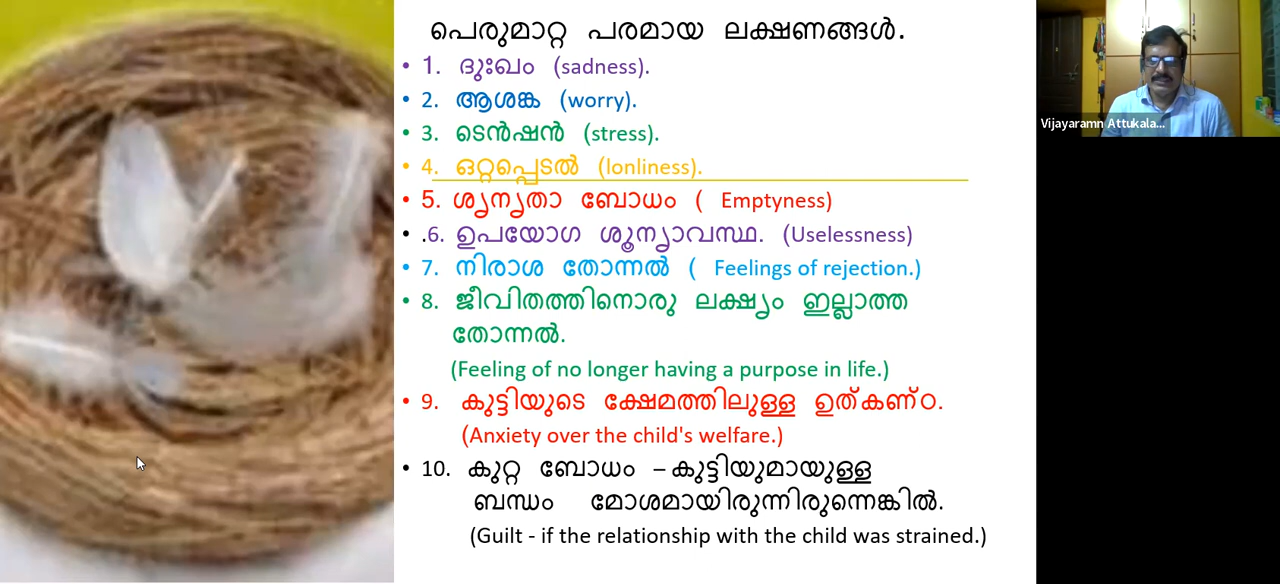 പെരുമാറ്റ പരമായ ലക്ഷണങ്ങൾ.
• 1. ദുഃഖം (sadness).
• 2. ആശങ്ക (worry).
• 3. ടെൻഷൻ (stress).
• 4. ഒറ്റപ്പെടൽ (lonliness).
• 5. ശൃനൃതാ ബോധം ( Emptyness)
• .6. ഉപയോഗ ശൂനൃാവസ്ഥ. (Uselessness)
• 7. നിരാശ തോന്നൽ ( Feelings of rejection.)
• 8. ജീവിതത്തിനൊരു ലക്ഷൃം ഇല്ലാത്ത
തോന്നൽ.
(Feeling of no longer having a purpose in life.)
• 9. കുട്ടിയുടെ ക്ഷേമത്തിലുള്ള ഉത്കണ്ഠ.
(Anxiety over the child's welfare.)
• 10. കുറ്റ ബോധം – കുട്ടിയുമായുള്ള
ബന്ധം മോശമായിരുന്നിരുന്നെങ്കിൽ.
(Guilt - if the relationship with the child was strained.)
Vijayaramn Attukala...